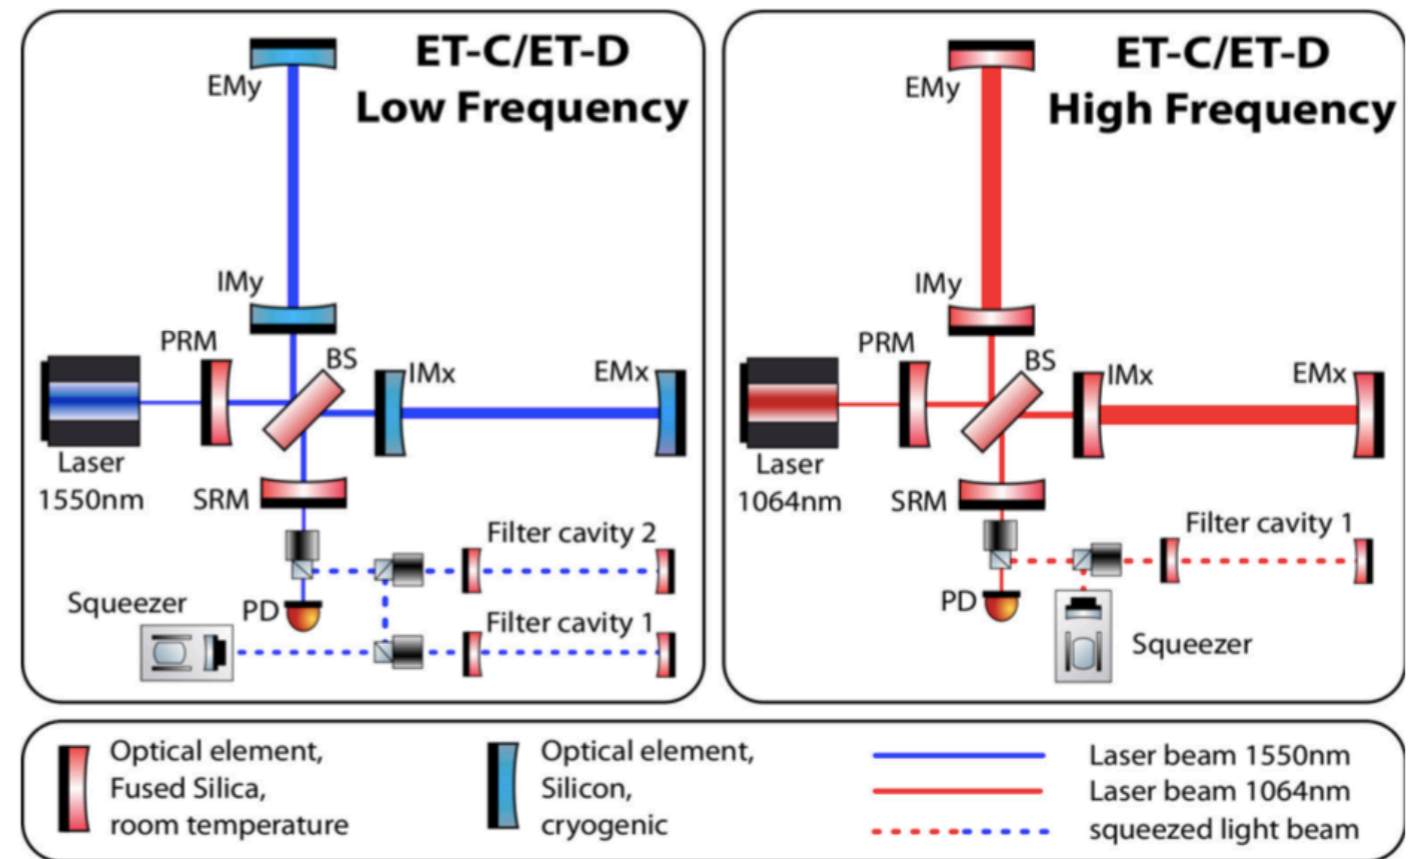 ET-C/ET-D
Low Frequency
EMy
IMy
PRM
BS
IMx
EMx
Laser
1550nm
SRM
Filter cavity 2
Squeezer
PD
Filter cavity 1
ET-C/ET-D
High Frequency
EMy
IMy
PRM
BS
IMx
EMx
Laser
1064nm
SRM
Filter cavity 1
PD
Squeezer
Optical element,
Fused Silica,
room temperature
Optical element,
Silicon,
cryogenic
Laser beam 1550nm
Laser beam 1064nm
squeezed light beam